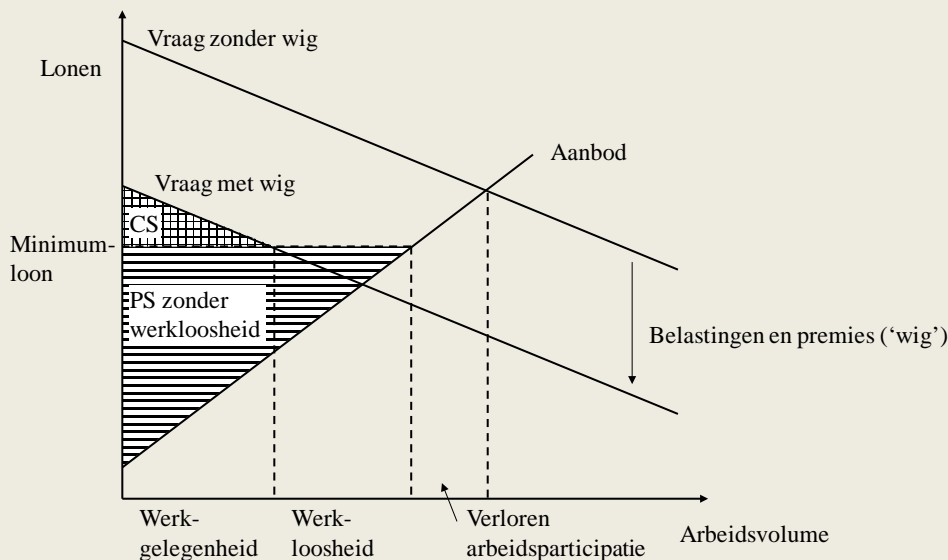 Vraag zonder wig
Lonen
Aanbod
Vraag met wig
CS
Minimum-
loon
PS zonder
werkloosheid
Belastingen en premies (‘wig’)
Werk-
gelegenheid
Werk-
loosheid
Verloren
arbeidsparticipatie
Arbeidsvolume